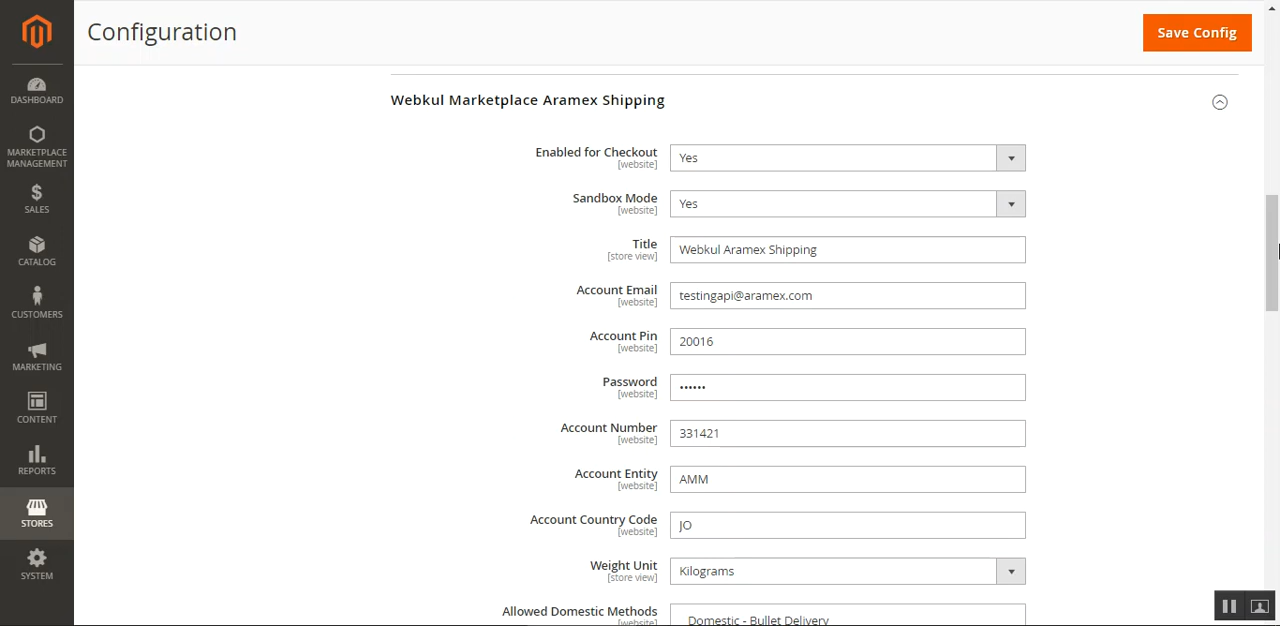 Configuration
Save Config
DASHBOARD
MARKETPLACE
MANAGEMENT
SALES
CATALOG
CUSTOMERS
MARKETING
CONTENT
REPORTS
STORES
SYSTEM
Webkul Marketplace Aramex Shipping
Enabled for Checkout
[website]
Yes
Sandbox Mode
[website]
Yes
Title
[store view]
Webkul Aramex Shipping
Account Email
[website]
testingapi@aramex.com
Account Pin
[website]
20016
Password
[website]
••••••
Account Number
[website]
331421
Account Entity
[website]
AMM
Account Country Code
[website]
JO
Weight Unit
[store view]
Kilograms
Allowed Domestic Methods
[website]
Domestic - Bullet Delivery